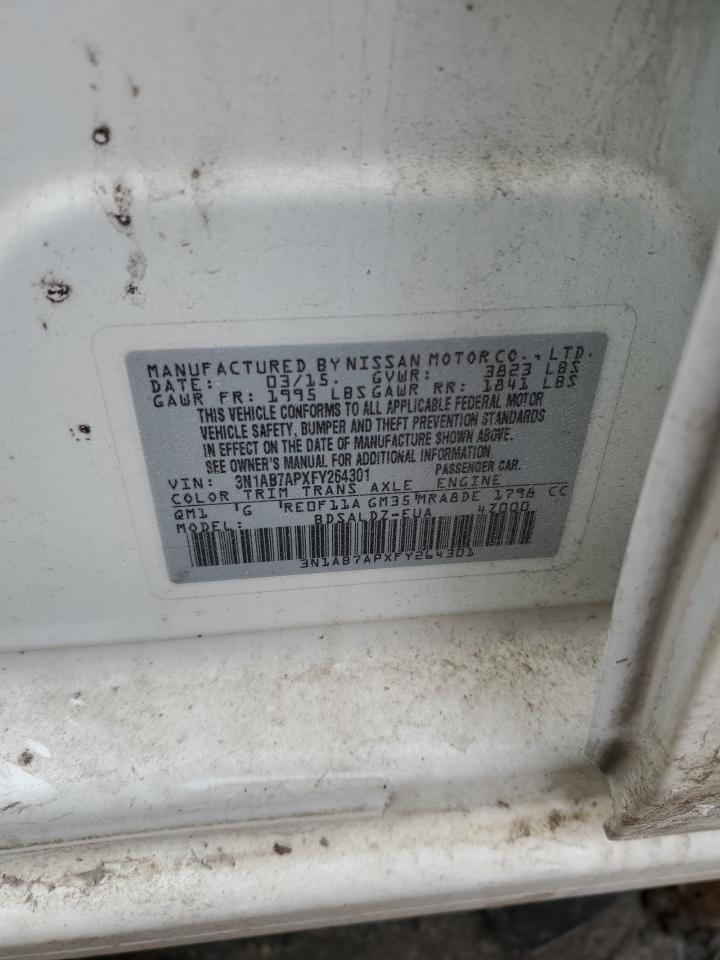 MANUFACTURED BY NISSAN MOTOR CO., LTD.
DATE: 03/15. GVWR: 3823 LBS
GAWR FR: 1995 LBS GAWR RR: 1841 LBS
THIS VEHICLE CONFORMS TO ALL APPLICABLE FEDERAL MOTOR
VEHICLE SAFETY, BUMPER AND THEFT PREVENTION STANDARDS
IN EFFECT ON THE DATE OF MANUFACTURE SHOWN ABOVE.
SEE OWNER'S MANUAL FOR ADDITIONAL INFORMATION.
VIN: 3N1AB7APXFY264301 PASSENGER CAR.
COLOR TRIM TRANS AXLE ENGINE
QM1 'G 'RE0F11A GM35 'MRA8DE 1798 CC
MODEL: BDSALDZ-EUA 47000
3N1AB7APXFY264301